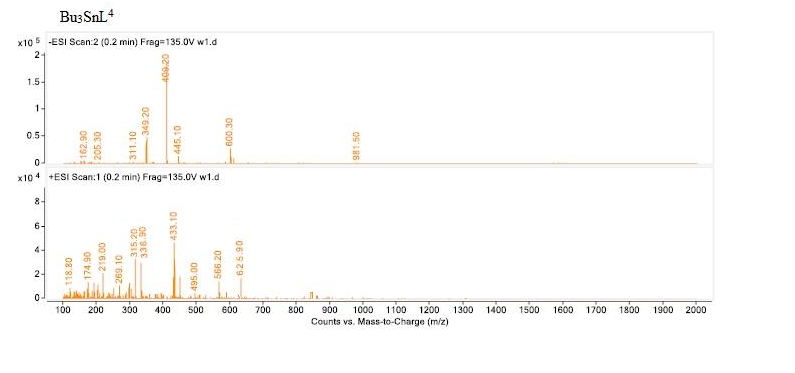 Bu3SnL4
x10 5 -ESI Scan:2 (0.2 min) Frag=135.0V w1.d
2
1.5
1
0.5
0
162.90 205.30 311.10 349.20 409.20 445.10 600.30 981.50
x10 4 +ESI Scan:1 (0.2 min) Frag=135.0V w1.d
8
6
4
2
0
118.80 174.90 219.00 269.10 315.20 336.90 433.10 495.00 566.20 625.90
100 200 300 400 500 600 700 800 900 1000 1100 1200 1300 1400 1500 1600 1700 1800 1900 2000
Counts vs. Mass-to-Charge (m/z)